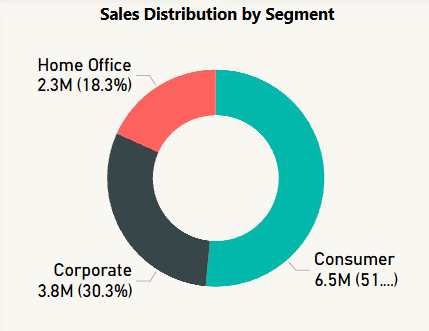 Sales Distribution by Segment
Home Office
2.3M (18.3%)
Consumer
6.5M (51....)
Corporate
3.8M (30.3%)